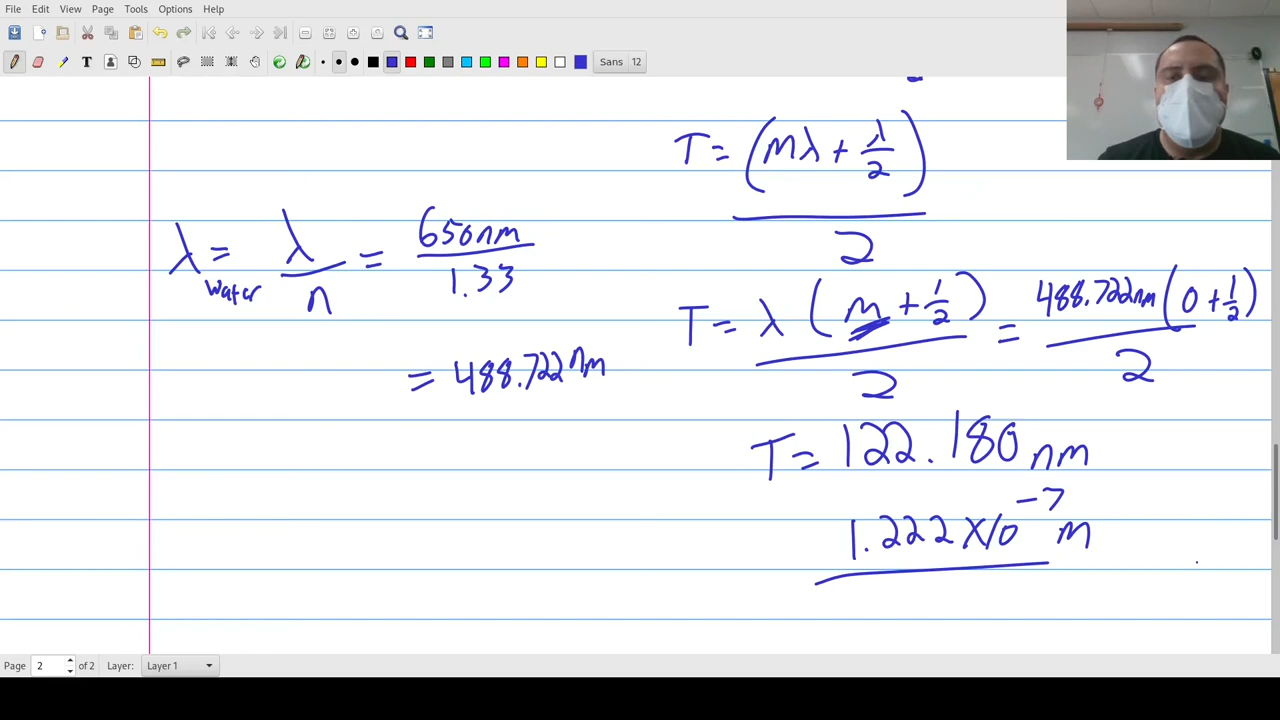 File Edit View Page Tools Options Help
Sans 12
T = (mλ + λ/2) / 2
λ water = λ/n = 650nm/1.33
= 488.722nm
T = λ(m + 1/2) / 2 = 488.722nm(0 + 1/2) / 2
T = 122.180 nm
1.222 X10^-7 m
Page 2 of 2 Layer: Layer 1